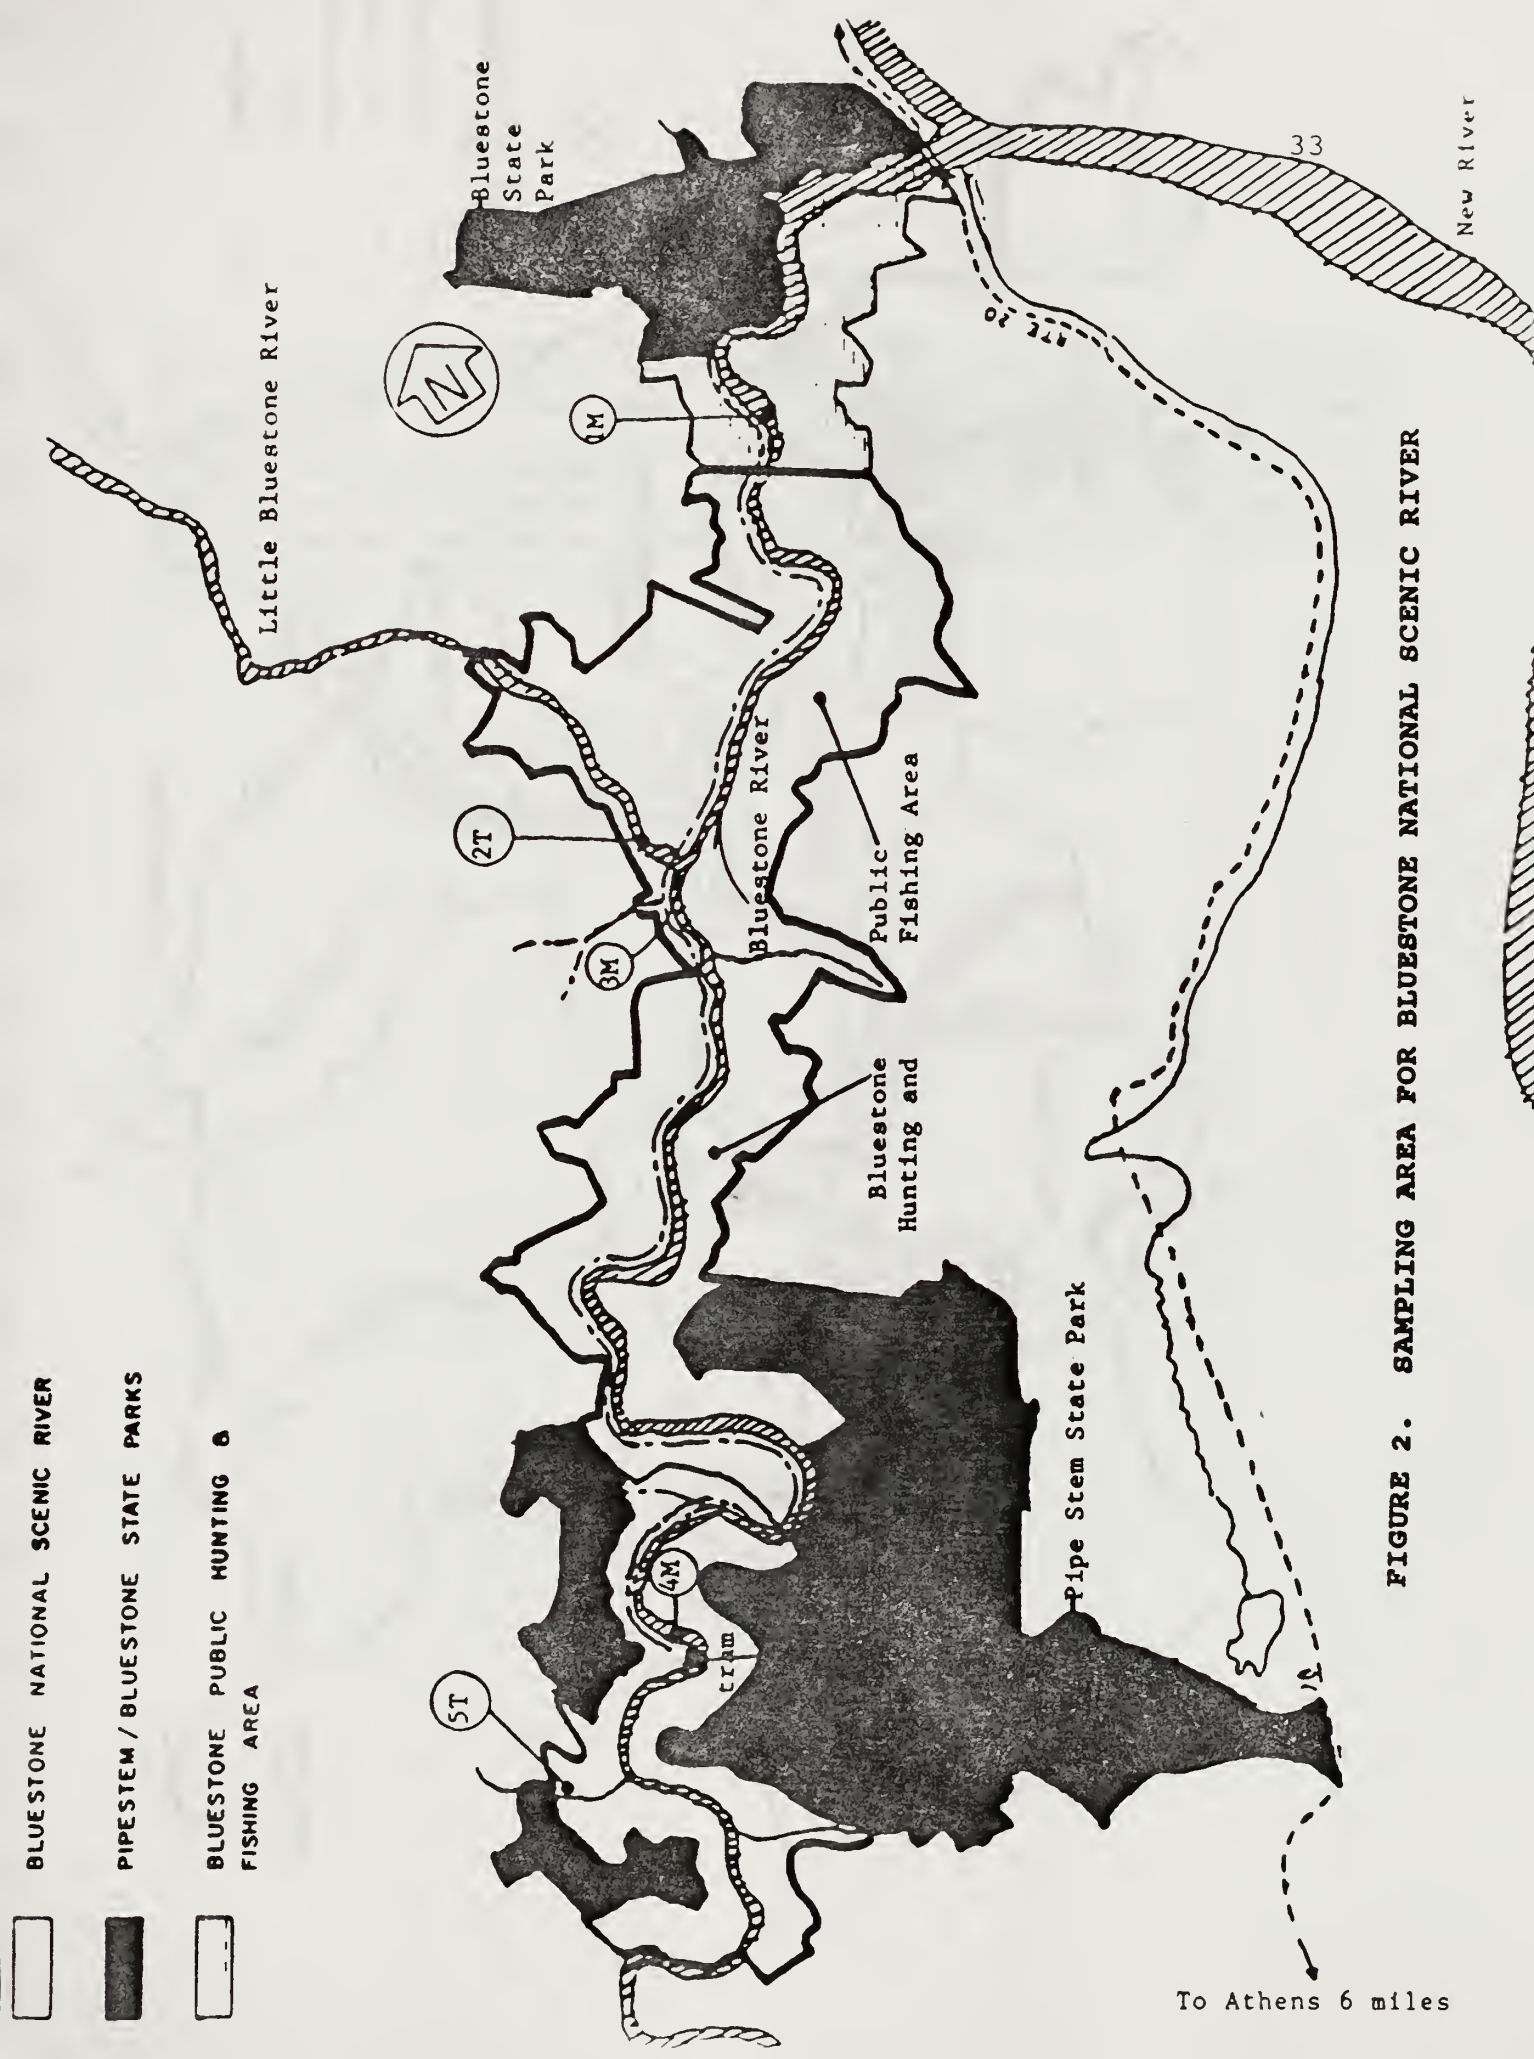 BLUESTONE NATIONAL SCENIC RIVER
PIPESTEM / BLUESTONE STATE PARKS
BLUESTONE PUBLIC HUNTING &
FISHING AREA
Little Bluestone River
Bluestone
State
Park
N
1M
2T
3M
4M
5T
tram
Bluestone River
Public
Fishing Area
Bluestone
Hunting and
RTE 20
Pipe Stem State Park
New River
33
To Athens 6 miles
FIGURE 2. SAMPLING AREA FOR BLUESTONE NATIONAL SCENIC RIVER